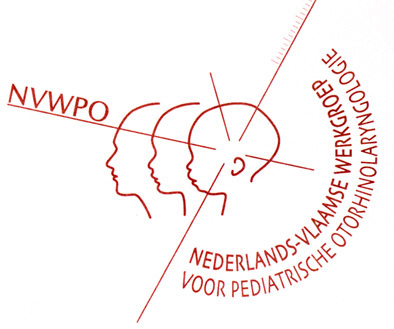 NVWPO
NEDERLANDS-VLAAMSE WERKGROEP
VOOR PEDIATRISCHE OTORHINOLARYNGOLOGIE